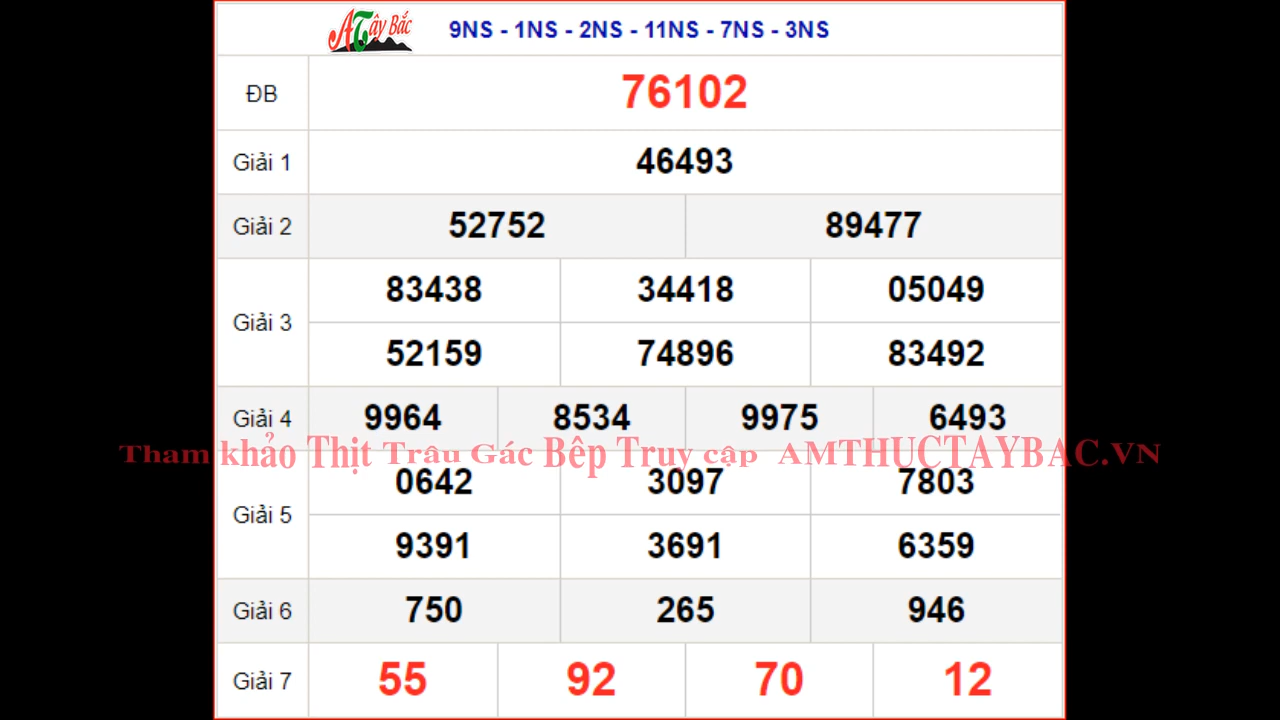 ATây Bắc 9NS - 1NS - 2NS - 11NS - 7NS - 3NS
ĐB 76102
Giải 1 46493
Giải 2 52752 89477
Giải 3 83438 34418 05049
52159 74896 83492
Giải 4 9964 8534 9975 6493
Tham khảo Thịt Trâu Gác Bêp Truy cập AMTHUCTAYBAC.VN
Giải 5 0642 3097 7803
9391 3691 6359
Giải 6 750 265 946
Giải 7 55 92 70 12